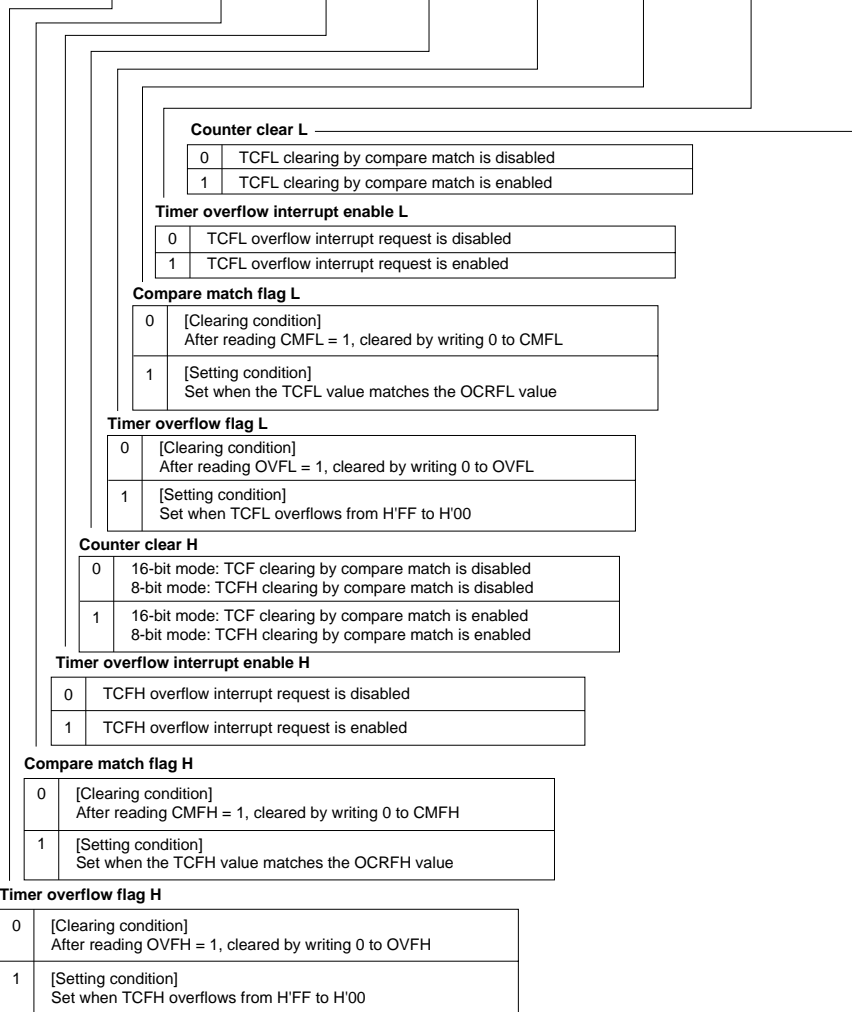 Counter clear L
0 TCFL clearing by compare match is disabled
1 TCFL clearing by compare match is enabled
Timer overflow interrupt enable L
0 TCFL overflow interrupt request is disabled
1 TCFL overflow interrupt request is enabled
Compare match flag L
0 [Clearing condition]
After reading CMFL = 1, cleared by writing 0 to CMFL
1 [Setting condition]
Set when the TCFL value matches the OCRFL value
Timer overflow flag L
0 [Clearing condition]
After reading OVFL = 1, cleared by writing 0 to OVFL
1 [Setting condition]
Set when TCFL overflows from H'FF to H'00
Counter clear H
0 16-bit mode: TCF clearing by compare match is disabled
8-bit mode: TCFH clearing by compare match is disabled
1 16-bit mode: TCF clearing by compare match is enabled
8-bit mode: TCFH clearing by compare match is enabled
Timer overflow interrupt enable H
0 TCFH overflow interrupt request is disabled
1 TCFH overflow interrupt request is enabled
Compare match flag H
0 [Clearing condition]
After reading CMFH = 1, cleared by writing 0 to CMFH
1 [Setting condition]
Set when the TCFH value matches the OCRFH value
Timer overflow flag H
0 [Clearing condition]
After reading OVFH = 1, cleared by writing 0 to OVFH
1 [Setting condition]
Set when TCFH overflows from H'FF to H'00